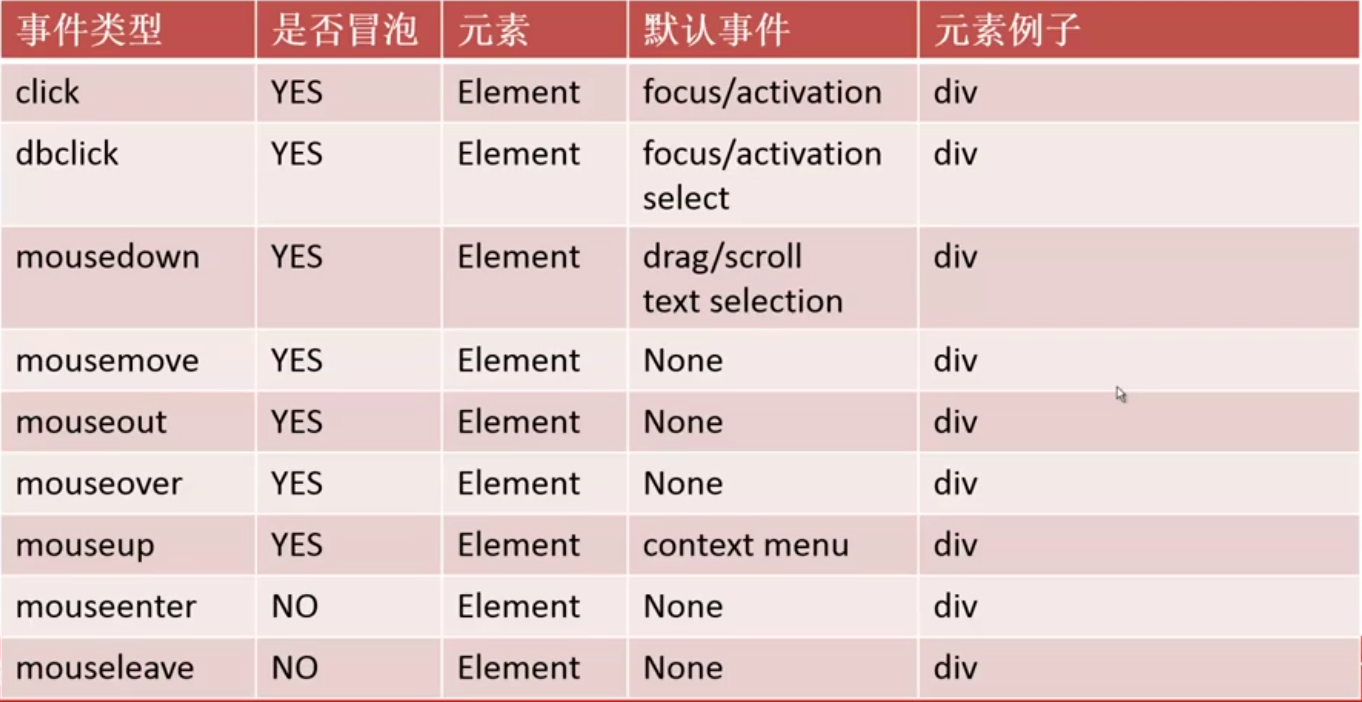 事件类型 是否冒泡 元素 默认事件 元素例子
click YES Element focus/activation div
dbclick YES Element focus/activation div
select
mousedown YES Element drag/scroll div
text selection
mousemove YES Element None div
mouseout YES Element None div
mouseover YES Element None div
mouseup YES Element context menu div
mouseenter NO Element None div
mouseleave NO Element None div